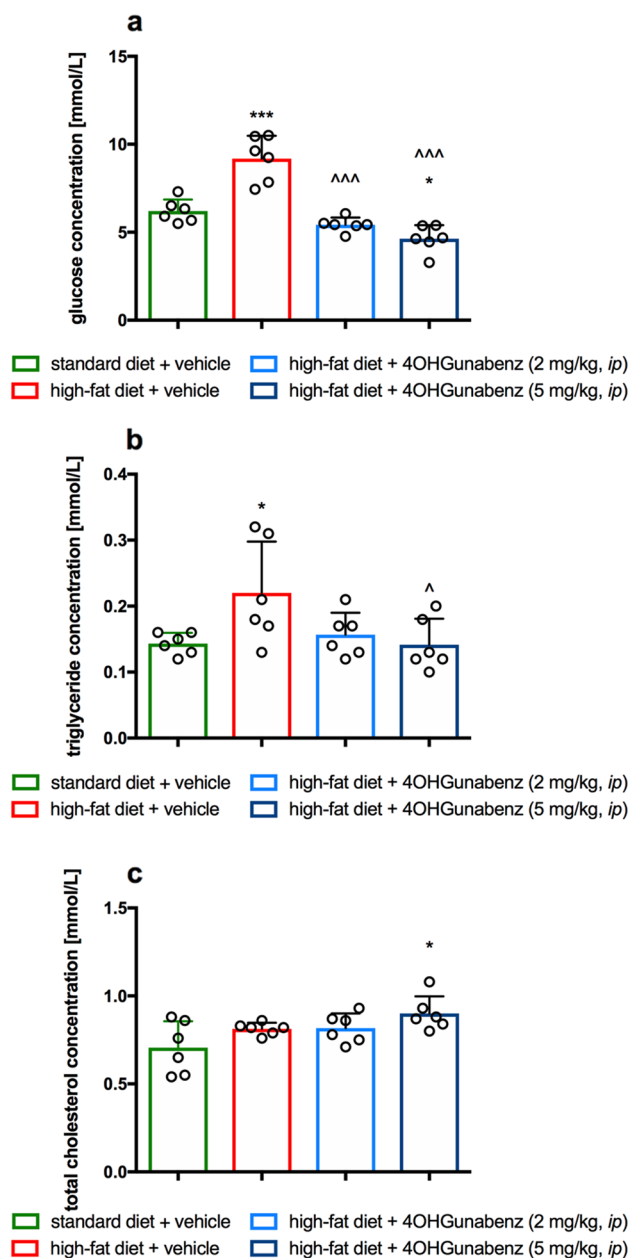 a
glucose concentration [mmol/L]
15
10
5
0
***
^^^
^^^
*
standard diet + vehicle
high-fat diet + 4OHGunabenz (2 mg/kg, ip)
high-fat diet + vehicle
high-fat diet + 4OHGunabenz (5 mg/kg, ip)
b
triglyceride concentration [mmol/L]
0.4
0.3
0.2
0.1
0.0
*
^
standard diet + vehicle
high-fat diet + 4OHGunabenz (2 mg/kg, ip)
high-fat diet + vehicle
high-fat diet + 4OHGunabenz (5 mg/kg, ip)
c
total cholesterol concentration [mmol/L]
1.5
1.0
0.5
0.0
*
standard diet + vehicle
high-fat diet + 4OHGunabenz (2 mg/kg, ip)
high-fat diet + vehicle
high-fat diet + 4OHGunabenz (5 mg/kg, ip)